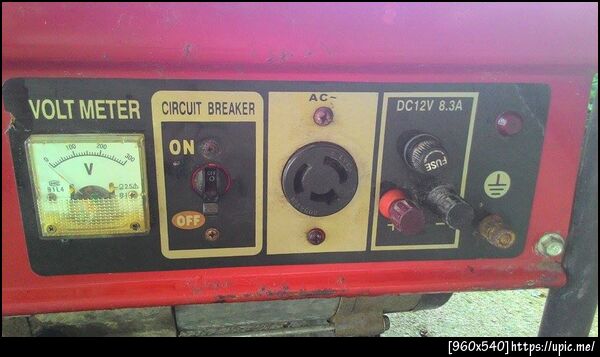 VOLT METER
0 100 200 300
V
91L4
CIRCUIT BREAKER
ON
OFF
AC~
DC12V 8.3A
FUSE
[960x540]https://upic.me/